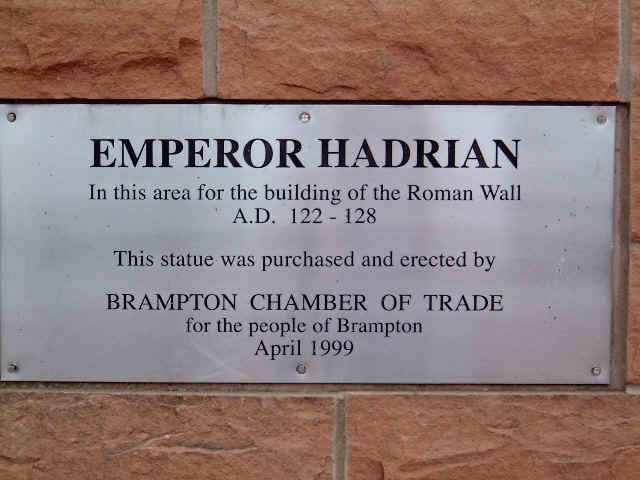 EMPEROR HADRIAN
In this area for the building of the Roman Wall
A.D. 122 - 128
This statue was purchased and erected by
BRAMPTON CHAMBER OF TRADE
for the people of Brampton
April 1999